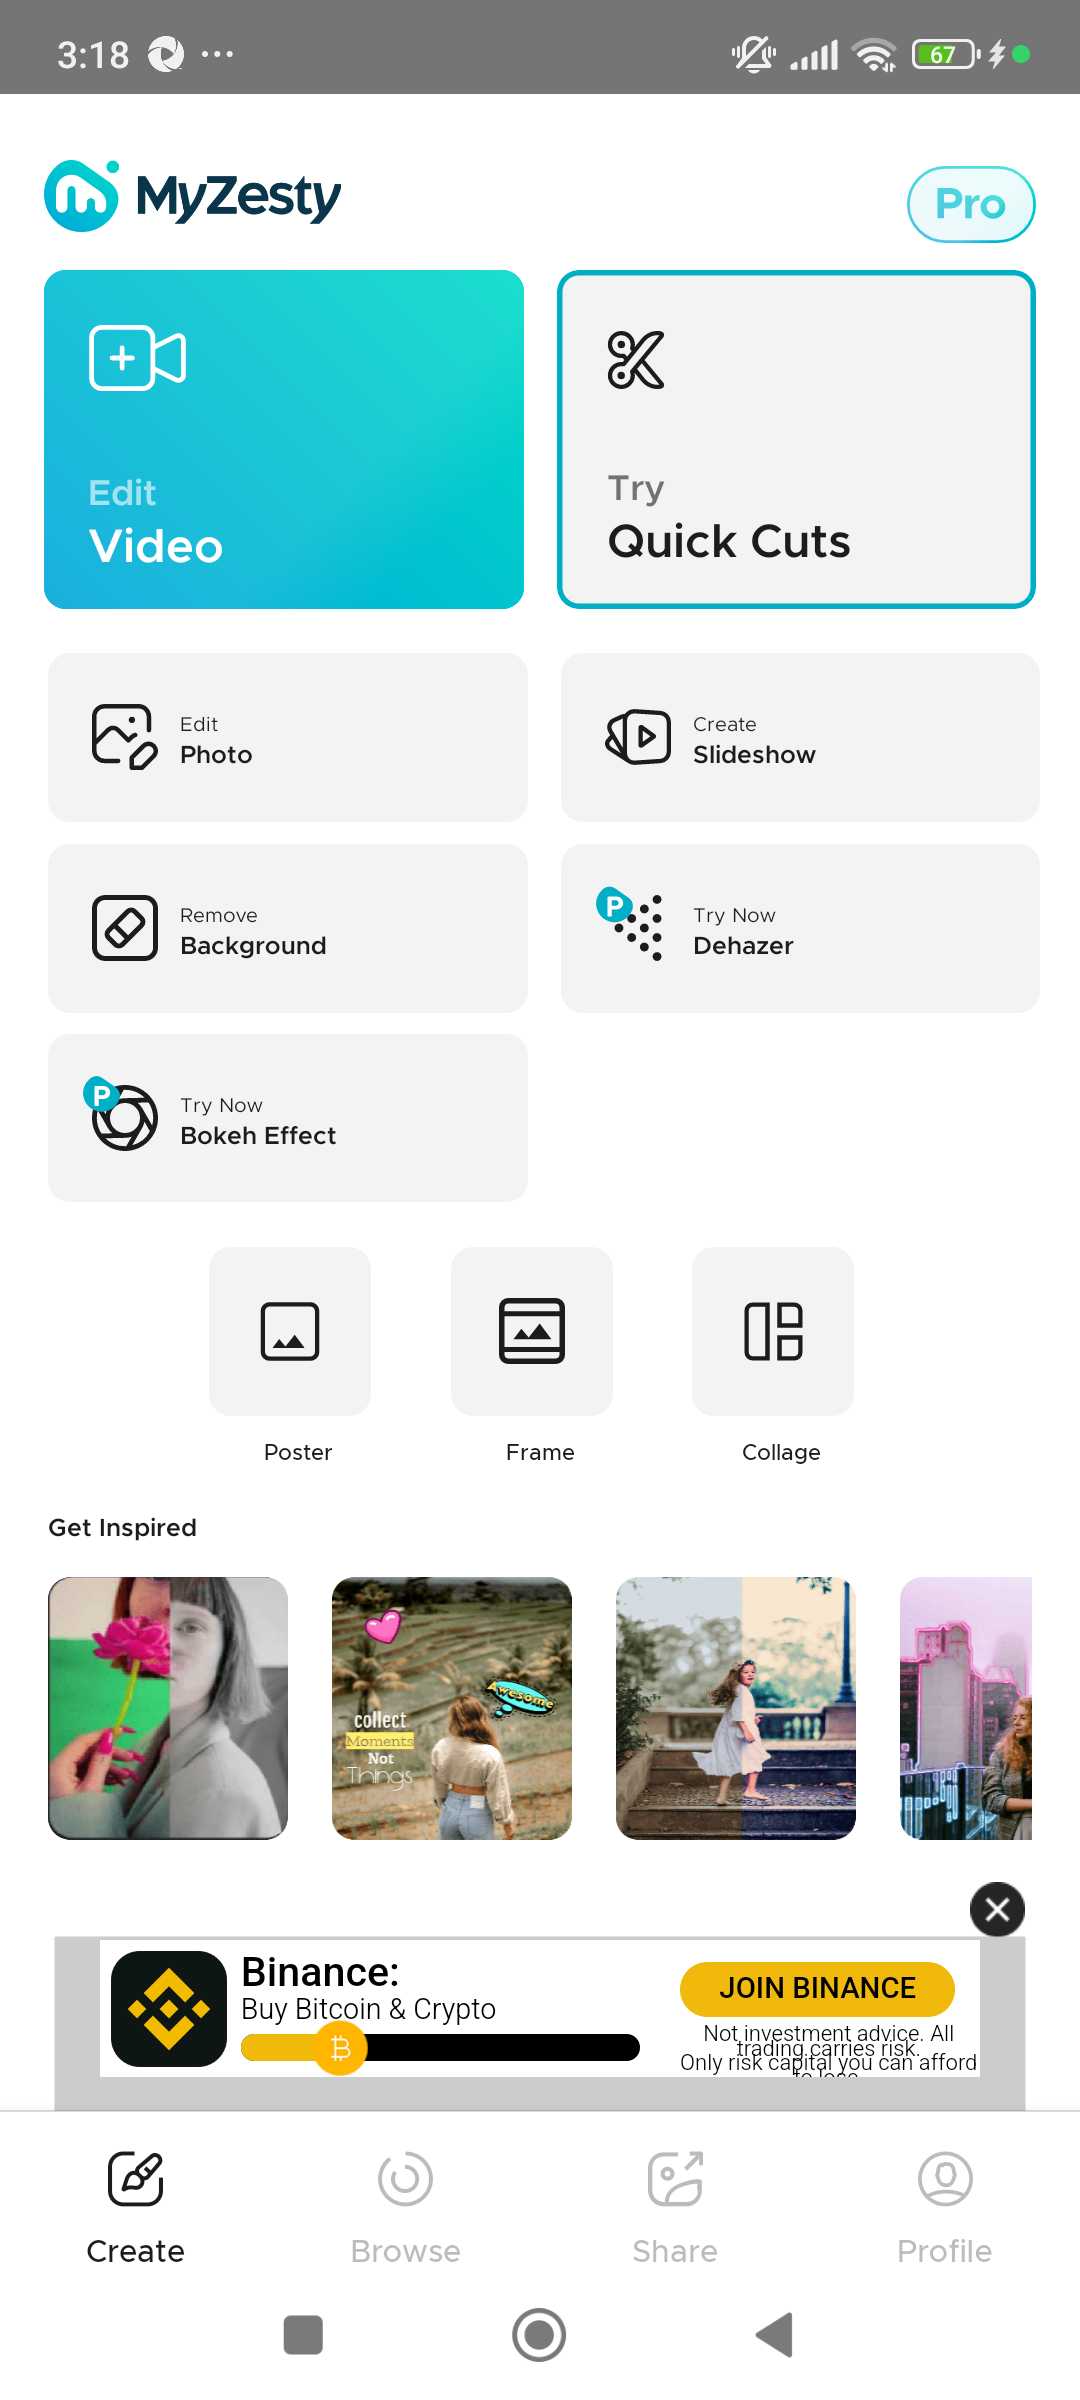 3:18
67
MyZesty
Pro
Edit
Video
Try
Quick Cuts
Edit
Photo
Create
Slideshow
Remove
Background
P
Try Now
Dehazer
P
Try Now
Bokeh Effect
Poster
Frame
Collage
Get Inspired
Awesome
collect
Moments
Not
Things
Binance:
Buy Bitcoin & Crypto
JOIN BINANCE
Not investment advice. All
trading carries risk.
Only risk capital you can afford
to lose.
Create
Browse
Share
Profile